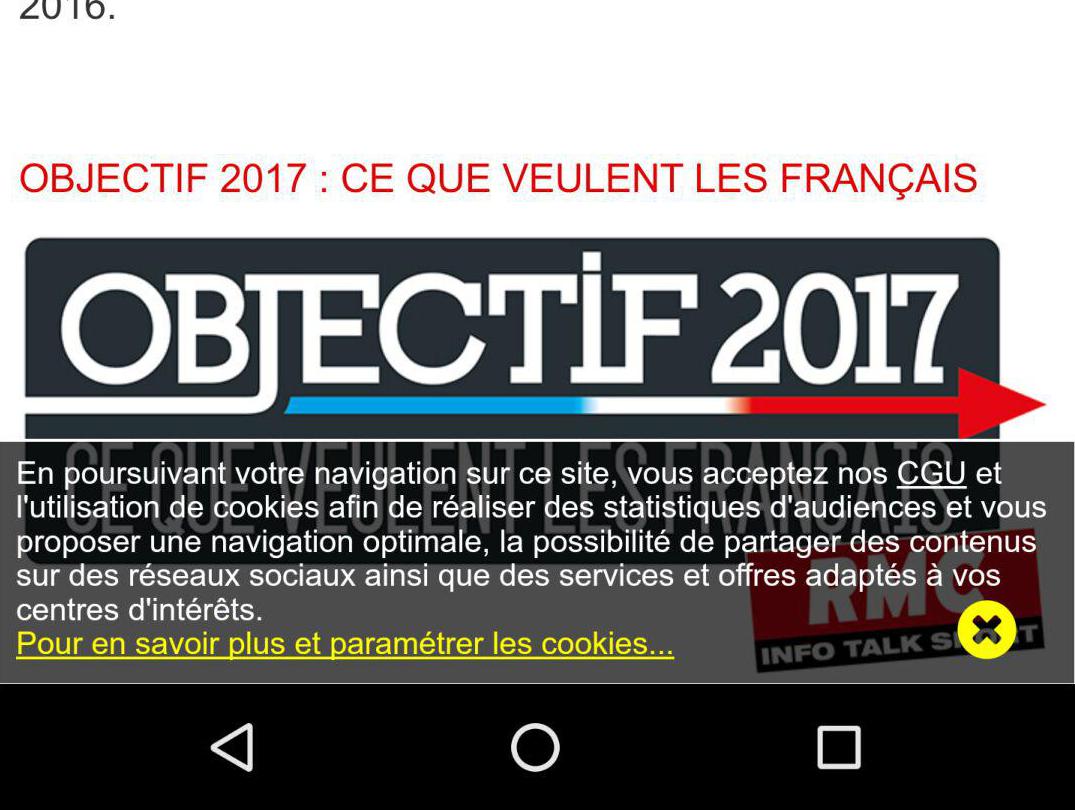 2016.
OBJECTIF 2017 : CE QUE VEULENT LES FRANÇAIS
OBJECTIF 2017
CE QUE VEULENT LES FRANÇAIS
En poursuivant votre navigation sur ce site, vous acceptez nos CGU et
l'utilisation de cookies afin de réaliser des statistiques d'audiences et vous
proposer une navigation optimale, la possibilité de partager des contenus
sur des réseaux sociaux ainsi que des services et offres adaptés à vos
centres d'intérêts.
Pour en savoir plus et paramétrer les cookies...
RMC
INFO TALK SPORT